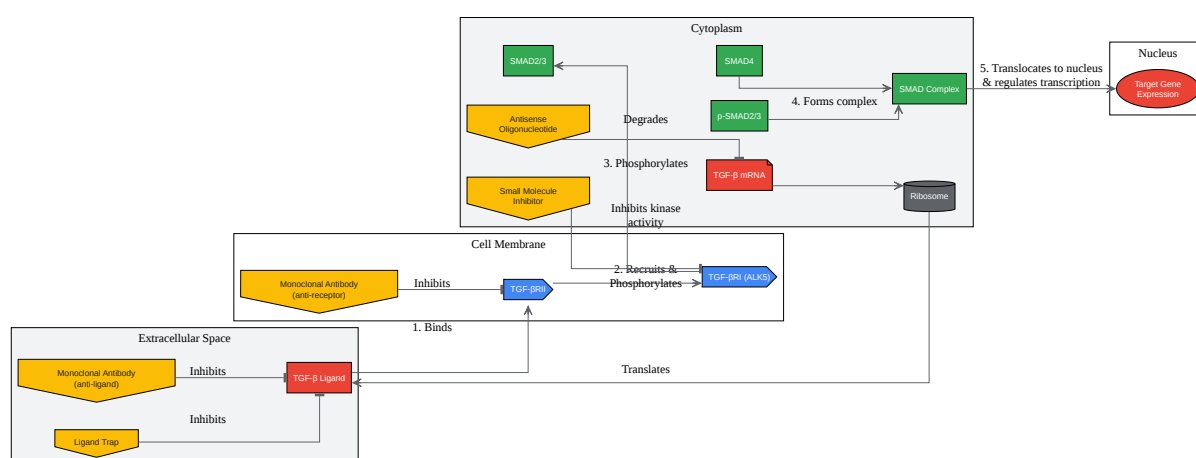 Cytoplasm
SMAD2/3
SMAD4
SMAD Complex
p-SMAD2/3
4. Forms complex
5. Translocates to nucleus
& regulates transcription
Nucleus
Target Gene
Expression
Antisense
Oligonucleotide
Degrades
3. Phosphorylates
TGF-β mRNA
Ribosome
Small Molecule
Inhibitor
Inhibits kinase
activity
Cell Membrane
Monoclonal Antibody
(anti-receptor)
Inhibits
TGF-βRII
2. Recruits &
Phosphorylates
TGF-βRI (ALK5)
1. Binds
Extracellular Space
Monoclonal Antibody
(anti-ligand)
Inhibits
TGF-β Ligand
Translates
Inhibits
Ligand Trap